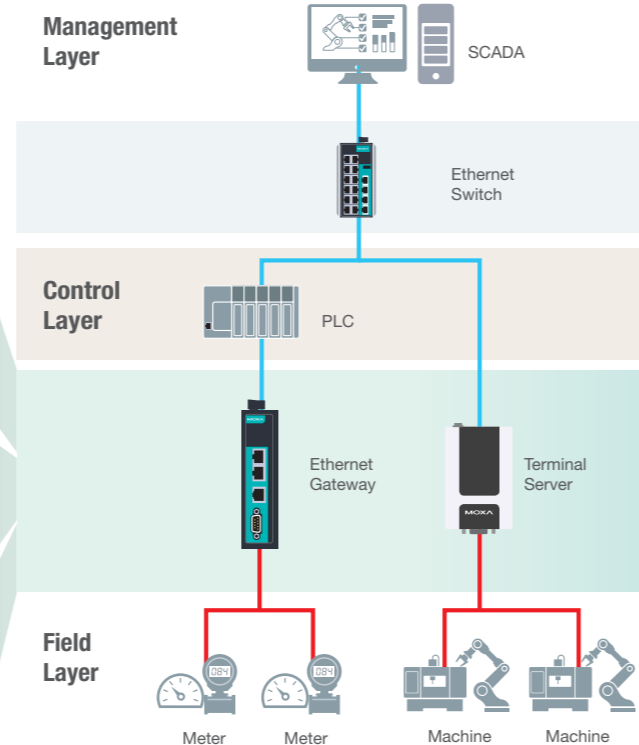 Management
Layer
SCADA
Ethernet
Switch
Control
Layer
PLC
MOXA
Ethernet
Gateway
Terminal
Server
MOXA
Field
Layer
084
084
Meter
Meter
Machine
Machine